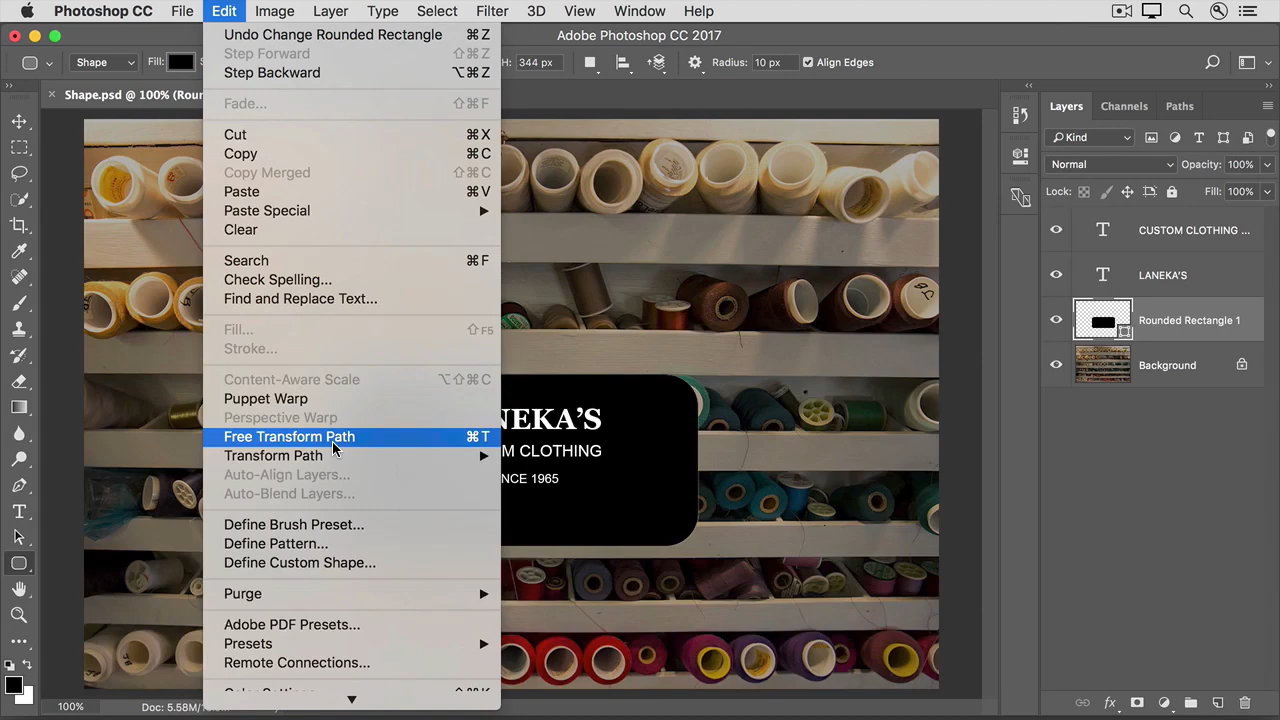 Photoshop CC File Edit Image Layer Type Select Filter 3D View Window Help
Adobe Photoshop CC 2017
Shape Fill: H: 344 px Radius: 10 px Align Edges
Shape.psd @ 100% (Rou
Undo Change Rounded Rectangle ⌘Z
Step Forward ⇧⌘Z
Step Backward ⌥⌘Z
Fade... ⇧⌘F
Cut ⌘X
Copy ⌘C
Copy Merged ⇧⌘C
Paste ⌘V
Paste Special
Clear
Search ⌘F
Check Spelling...
Find and Replace Text...
Fill... ⇧F5
Stroke...
Content-Aware Scale ⌥⇧⌘C
Puppet Warp
Perspective Warp
Free Transform Path ⌘T
Transform Path
Auto-Align Layers...
Auto-Blend Layers...
Define Brush Preset...
Define Pattern...
Define Custom Shape...
Purge
Adobe PDF Presets...
Presets
Remote Connections...
NEKA'S
M CLOTHING
NCE 1965
Layers Channels Paths
Kind
Normal Opacity: 100%
Lock: Fill: 100%
CUSTOM CLOTHING ...
LANEKA'S
Rounded Rectangle 1
Background
100% Doc: 5.58M/